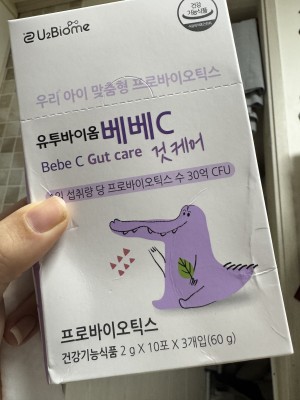 U2Biome
건강
기능식품
우리 아이 맞춤형 프로바이오틱스
유투바이옴 베베C
Bebe C Gut care 것케어
섭취량 당 프로바이오틱스 수 30억 CFU
프로바이오틱스
건강기능식품 2 g X 10포 X 3개입(60 g)